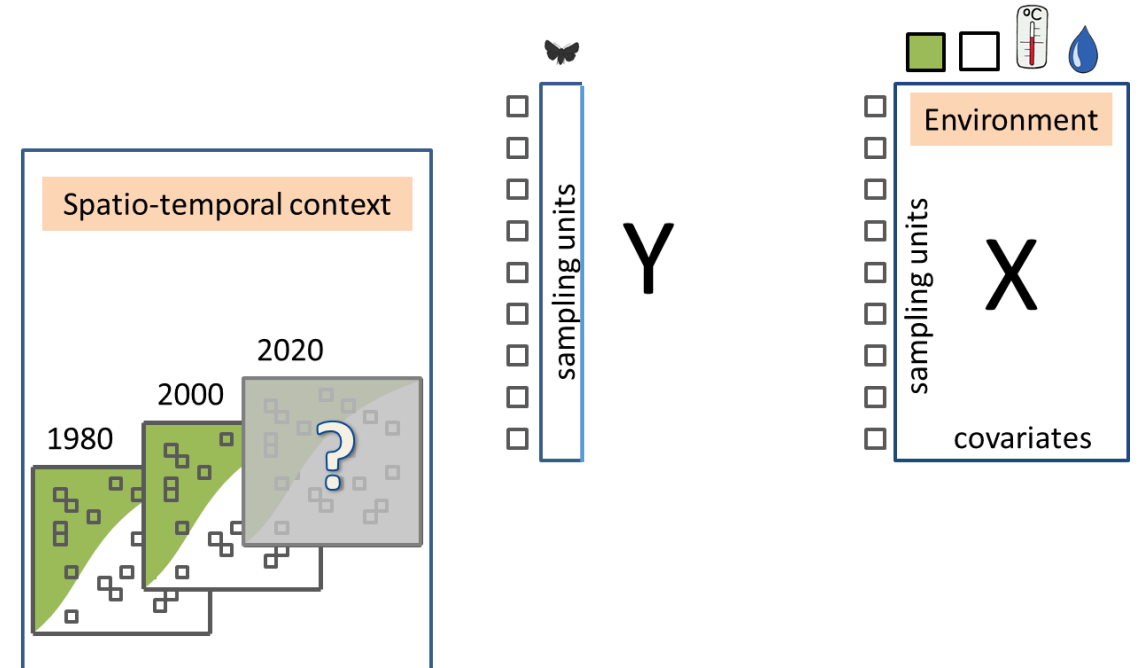 °C
Spatio-temporal context
2020
2000
1980
?
sampling units
Y
Environment
sampling units
X
covariates